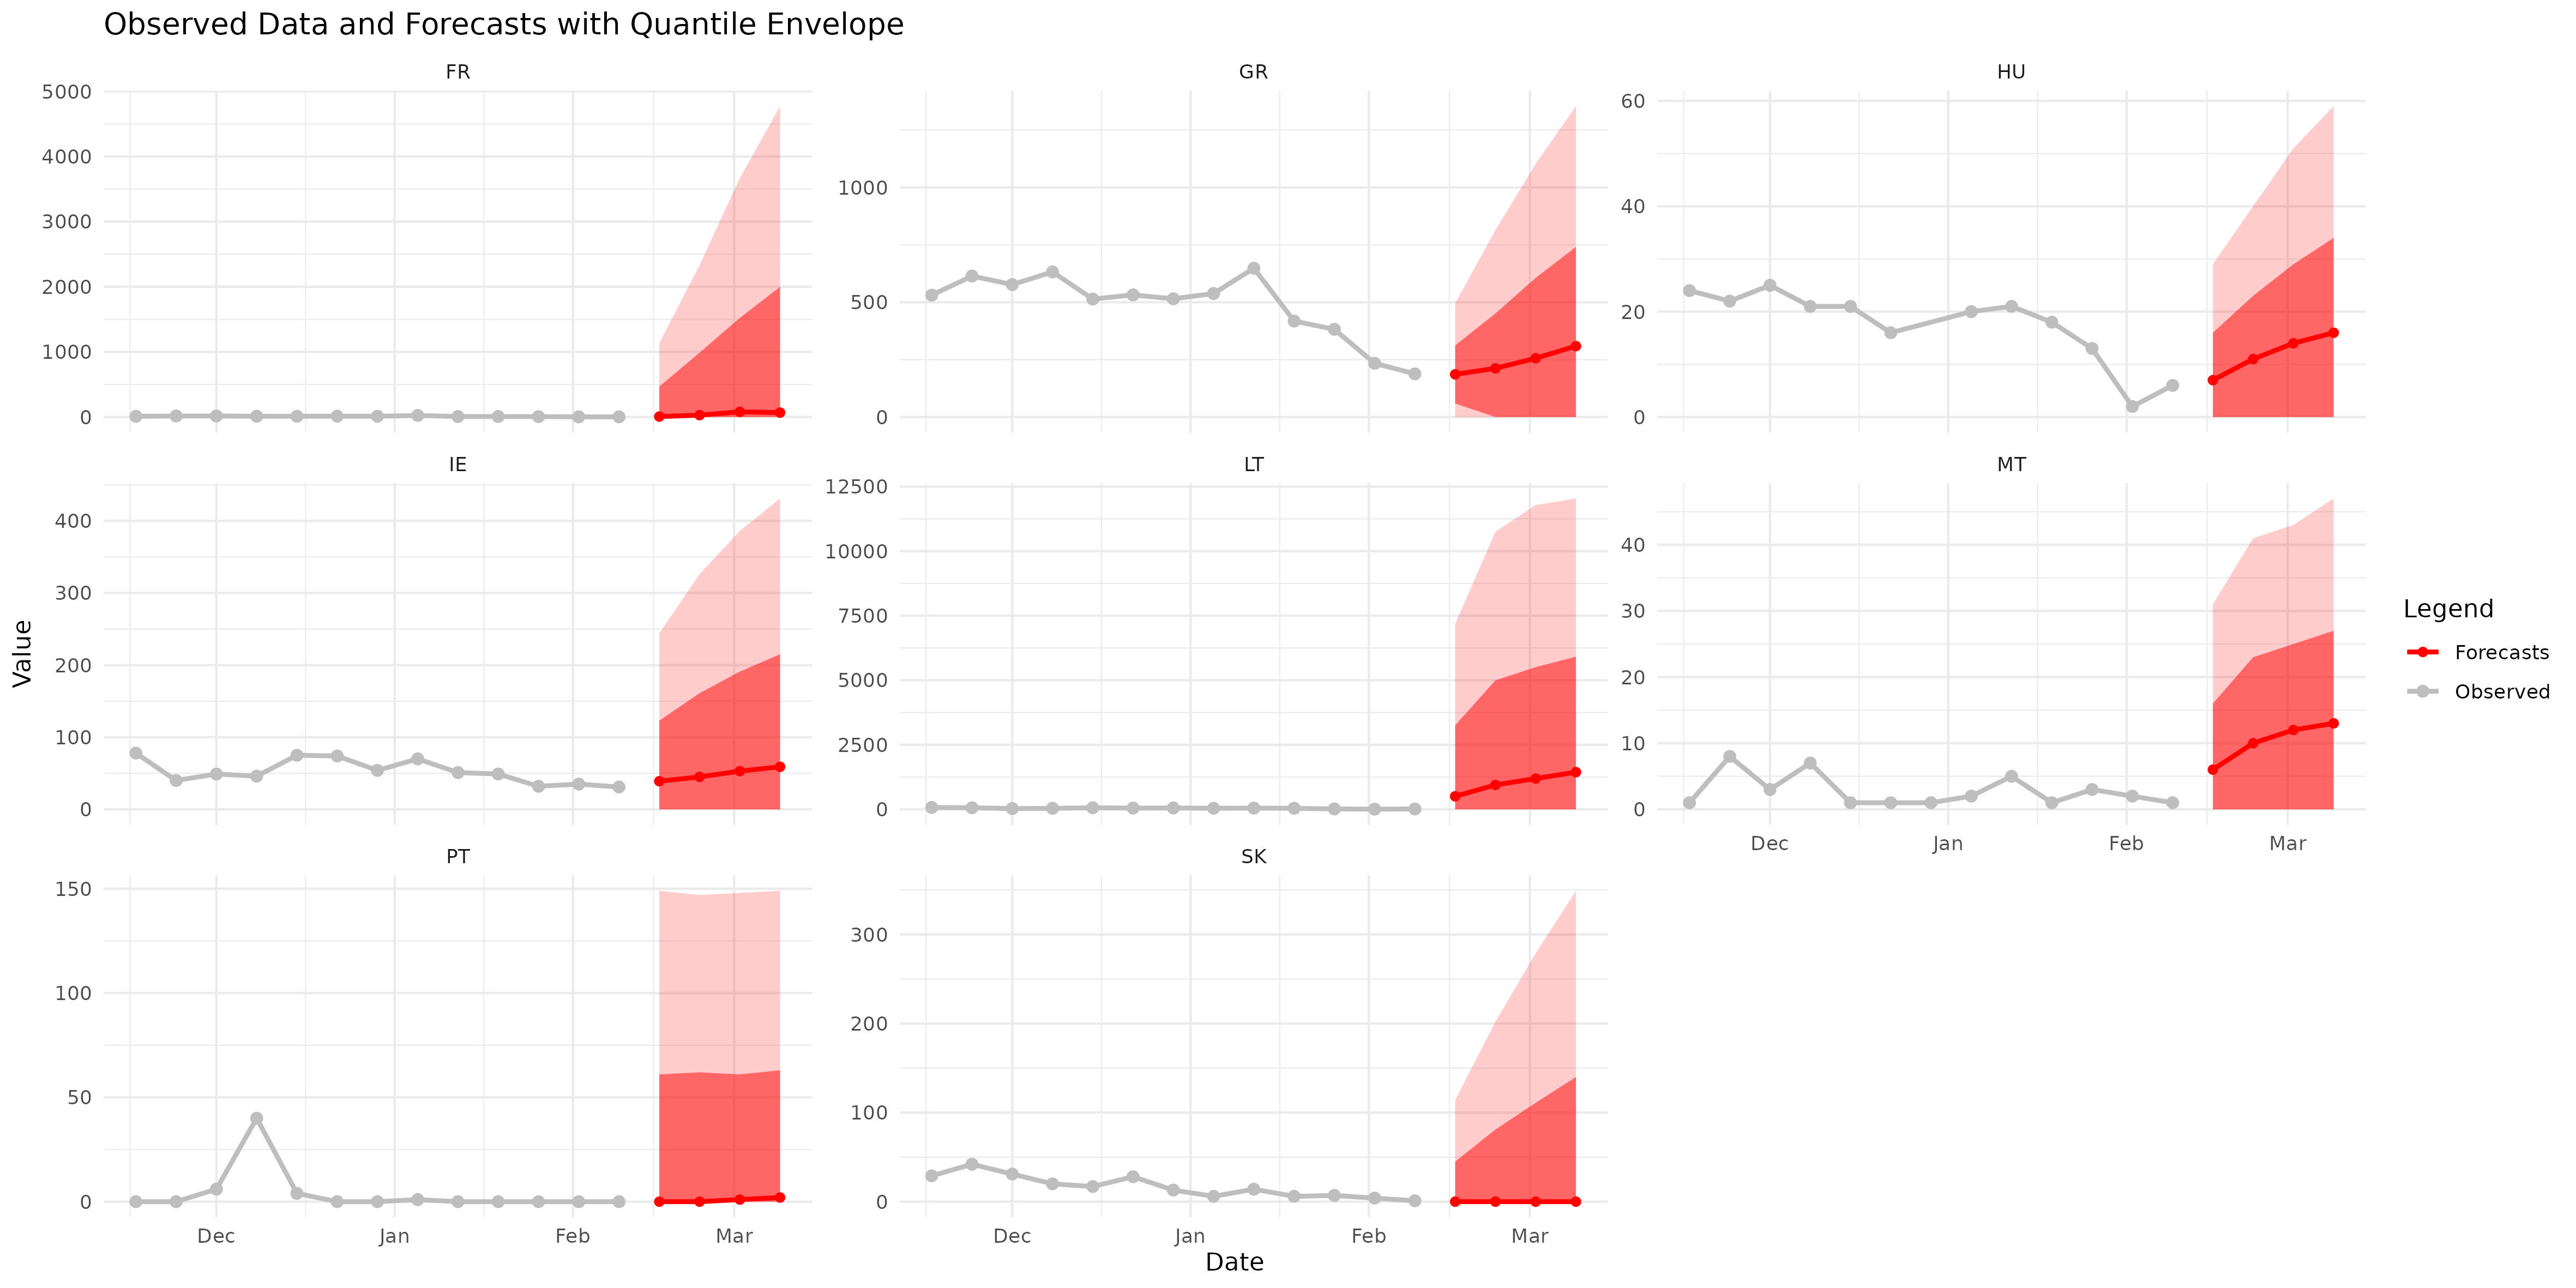 Observed Data and Forecasts with Quantile Envelope
FR
GR
HU
5000
4000
3000
2000
1000
0
1000
500
0
60
40
20
0
IE
LT
MT
400
300
200
100
0
12500
10000
7500
5000
2500
0
40
30
20
10
0
Dec
Jan
Feb
Mar
PT
SK
150
100
50
0
300
200
100
0
Dec
Jan
Feb
Mar
Dec
Jan
Feb
Mar
Value
Date
Legend
Forecasts
Observed